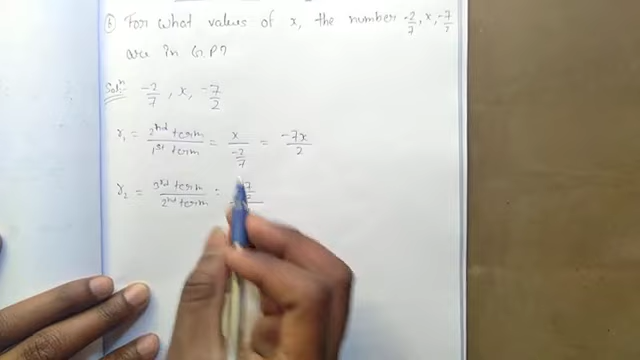 ⑥ For what values of x, the number -2/7, x, -7/2
are in G.P?
Solⁿ: -2/7, x, -7/2
r₁ = 2nd term / 1st term = x / (-2/7) = -7x/2
r₂ = 3rd term / 2nd term =